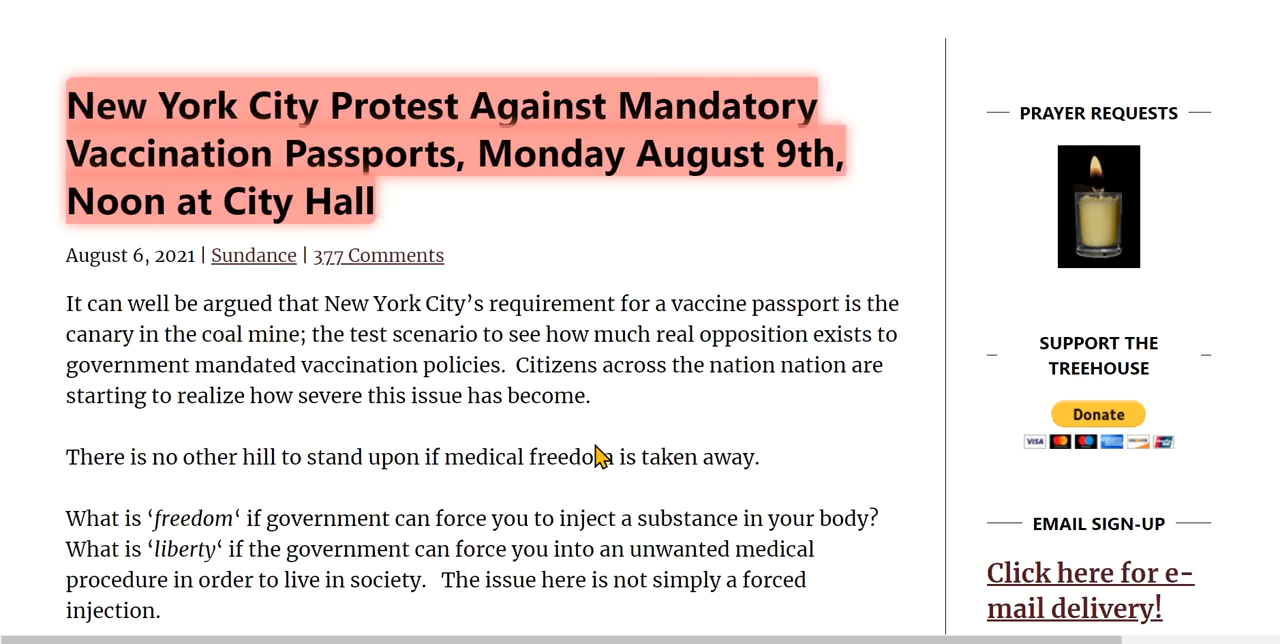 New York City Protest Against Mandatory
Vaccination Passports, Monday August 9th,
Noon at City Hall
August 6, 2021 | Sundance | 377 Comments
It can well be argued that New York City’s requirement for a vaccine passport is the
canary in the coal mine; the test scenario to see how much real opposition exists to
government mandated vaccination policies.  Citizens across the nation nation are
starting to realize how severe this issue has become.
There is no other hill to stand upon if medical freedom is taken away.
What is ‘freedom‘ if government can force you to inject a substance in your body?
What is ‘liberty‘ if the government can force you into an unwanted medical
procedure in order to live in society.   The issue here is not simply a forced
injection.
PRAYER REQUESTS
SUPPORT THE
TREEHOUSE
Donate
VISA
EMAIL SIGN-UP
Click here for e-
mail delivery!